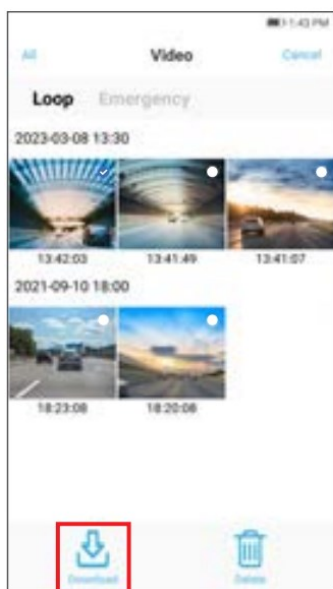 1:43 PM
All Video Cancel
Loop Emergency
2023-03-08 13:30
13:42:03 13:41:49 13:41:07
2021-09-10 18:00
18:23:08 18:20:08
Download Delete